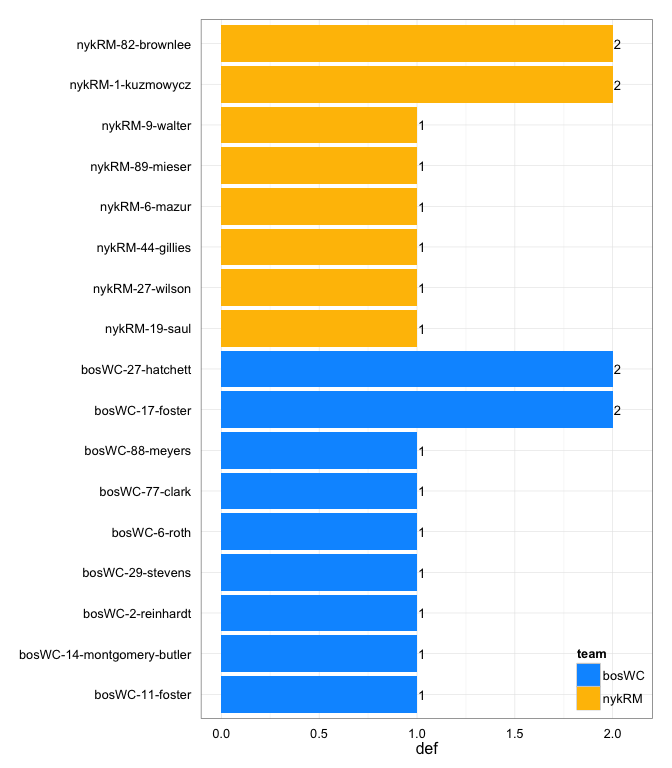 nykRM-82-brownlee 2
nykRM-1-kuzmowycz 2
nykRM-9-walter 1
nykRM-89-mieser 1
nykRM-6-mazur 1
nykRM-44-gillies 1
nykRM-27-wilson 1
nykRM-19-saul 1
bosWC-27-hatchett 2
bosWC-17-foster 2
bosWC-88-meyers 1
bosWC-77-clark 1
bosWC-6-roth 1
bosWC-29-stevens 1
bosWC-2-reinhardt 1
bosWC-14-montgomery-butler 1
bosWC-11-foster 1
team
bosWC
nykRM
0.0 0.5 1.0 1.5 2.0
def